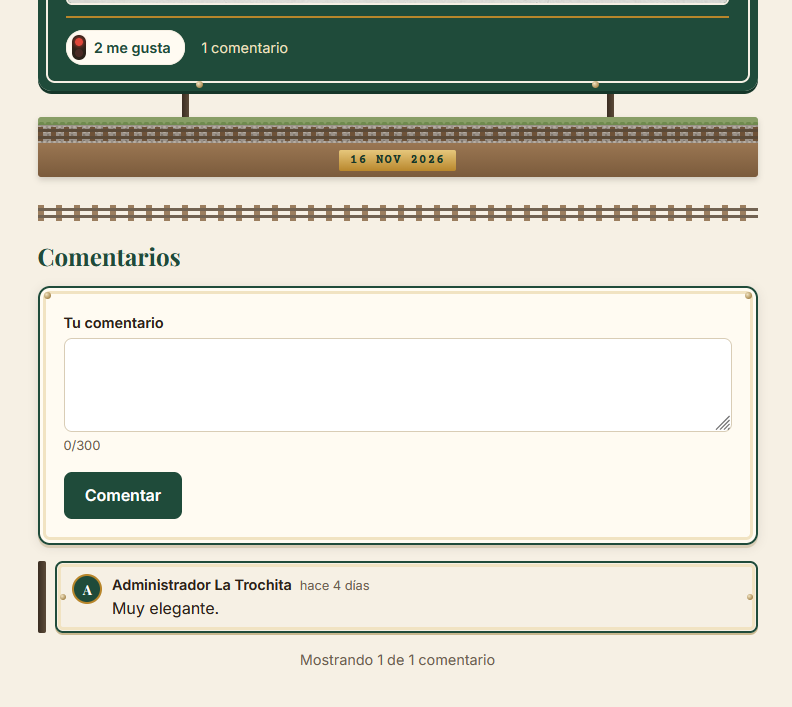 2 me gusta 1 comentario
16 NOV 2026
Comentarios
Tu comentario
0/300
Comentar
A Administrador La Trochita hace 4 días
Muy elegante.
Mostrando 1 de 1 comentario